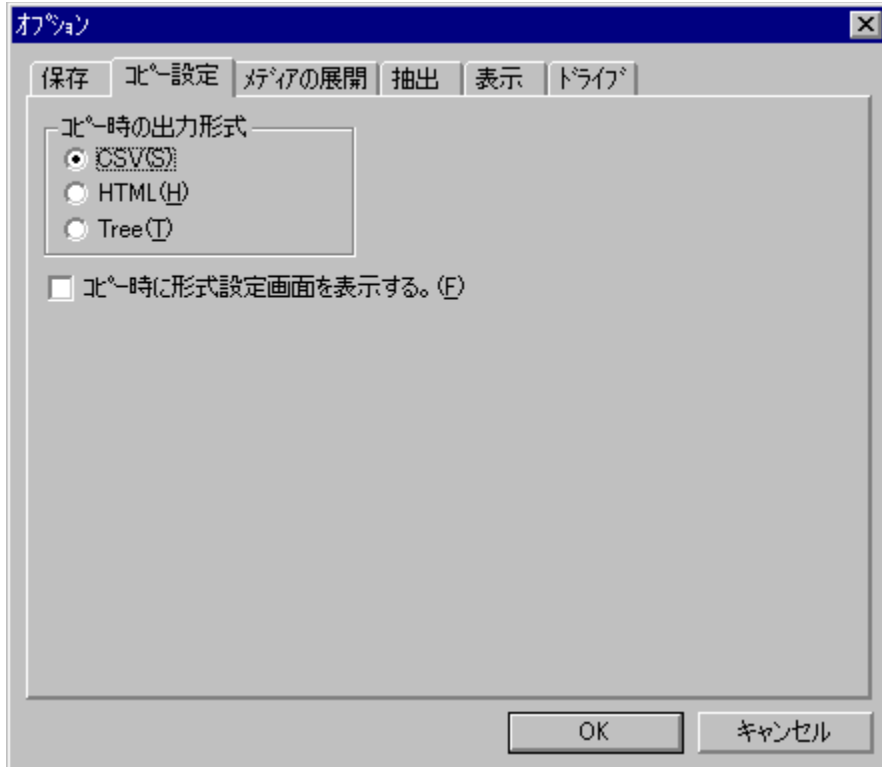 ｵﾌﾟｼｮﾝ
保存 ｺﾋﾟｰ設定 ﾒﾃﾞｨｱの展開 抽出 表示 ﾄﾞﾗｲﾌﾞ
ｺﾋﾟｰ時の出力形式
CSV(S)
HTML(H)
Tree(T)
ｺﾋﾟｰ時に形式設定画面を表示する。(F)
OK キャンセル